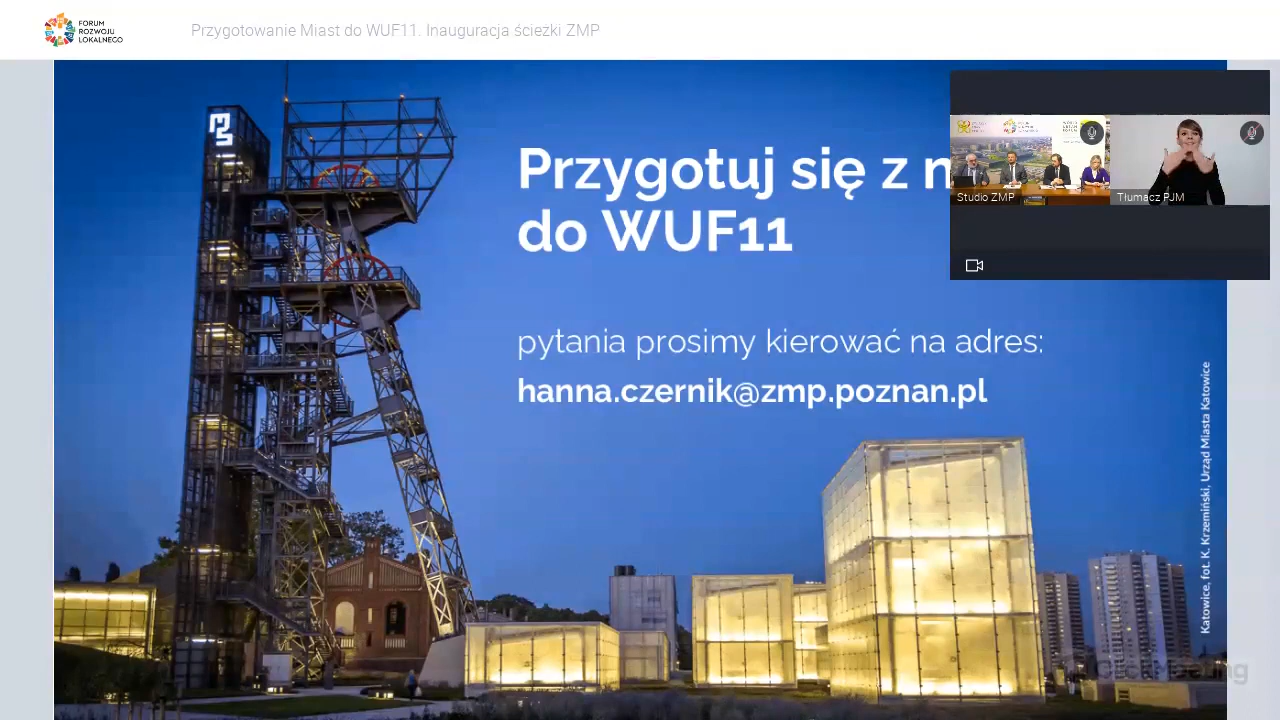 FORUM
ROZWOJU
LOKALNEGO
Przygotowanie Miast do WUF11. Inauguracja ścieżki ZMP
Przygotuj się z n
do WUF11
pytania prosimy kierować na adres:
hanna.czernik@zmp.poznan.pl
Studio ZMP
Tłumacz PJM
Katowice, fot. K. Krzemiński, Urząd Miasta Katowice
ClickMeeting